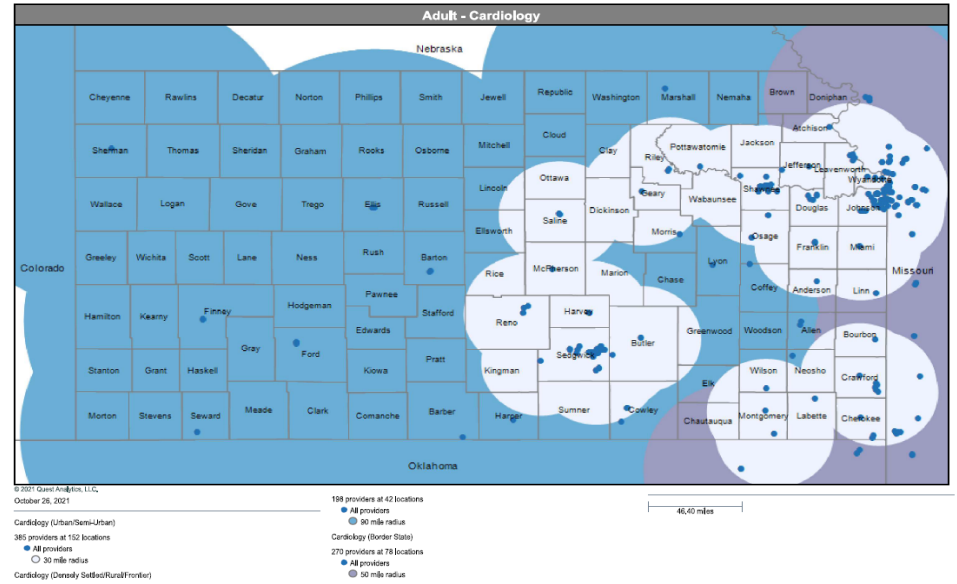 Adult - Cardiology
Nebraska
Cheyenne Rawlins Decatur Norton Phillips Smith Jewell Republic Washington Marshall Nemaha Brown Doniphan
Atchison
Sherman Thomas Sheridan Graham Rooks Osborne Mitchell Cloud Clay Riley Pottawatomie Jackson Jefferson Leavenworth
Wyandotte
Wallace Logan Gove Trego Ellis Russell Lincoln Ottawa Geary Wabaunsee Shawnee Douglas Johnson
Saline Dickinson
Ellsworth Morris Osage Franklin Miami
Colorado Greeley Wichita Scott Lane Ness Rush Barton Rice McPherson Marion Chase Lyon Coffey Anderson Linn Missouri
Hamilton Kearny Finney Hodgeman Pawnee Stafford Reno Harvey
Gray Ford Edwards Sedgwick Butler Greenwood Woodson Allen Bourbon
Stanton Grant Haskell Kiowa Pratt Kingman Elk Wilson Neosho Crawford
Morton Stevens Seward Meade Clark Comanche Barber Harper Sumner Cowley Chautauqua Montgomery Labette Cherokee
Oklahoma
© 2021 Quest Analytics, LLC.
October 26, 2021
Cardiology (Urban/Semi-Urban)
385 providers at 152 locations
All providers
30 mile radius
Cardiology (Densely Settled/Rural/Frontier)
198 providers at 42 locations
All providers
90 mile radius
Cardiology (Border State)
270 providers at 78 locations
All providers
50 mile radius
46.40 miles